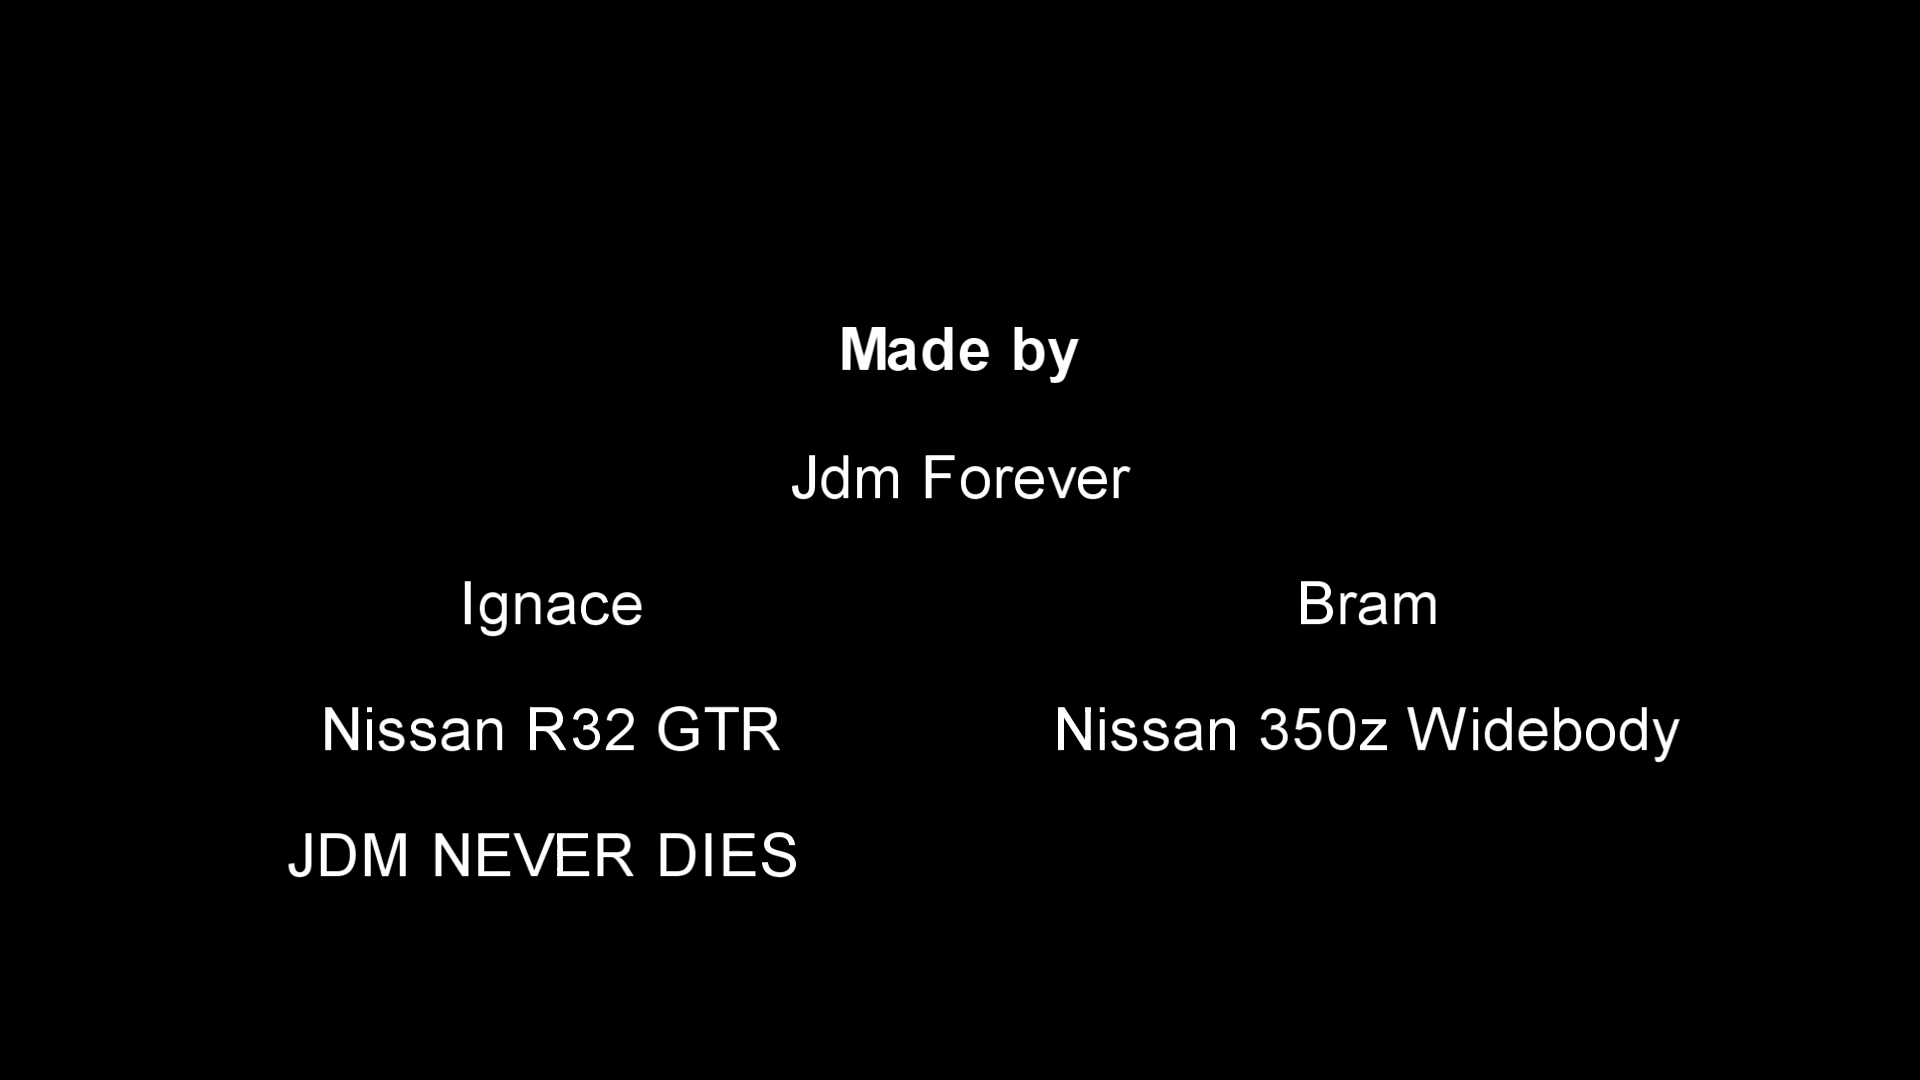 Made by
Jdm Forever
Ignace Bram
Nissan R32 GTR Nissan 350z Widebody
JDM NEVER DIES